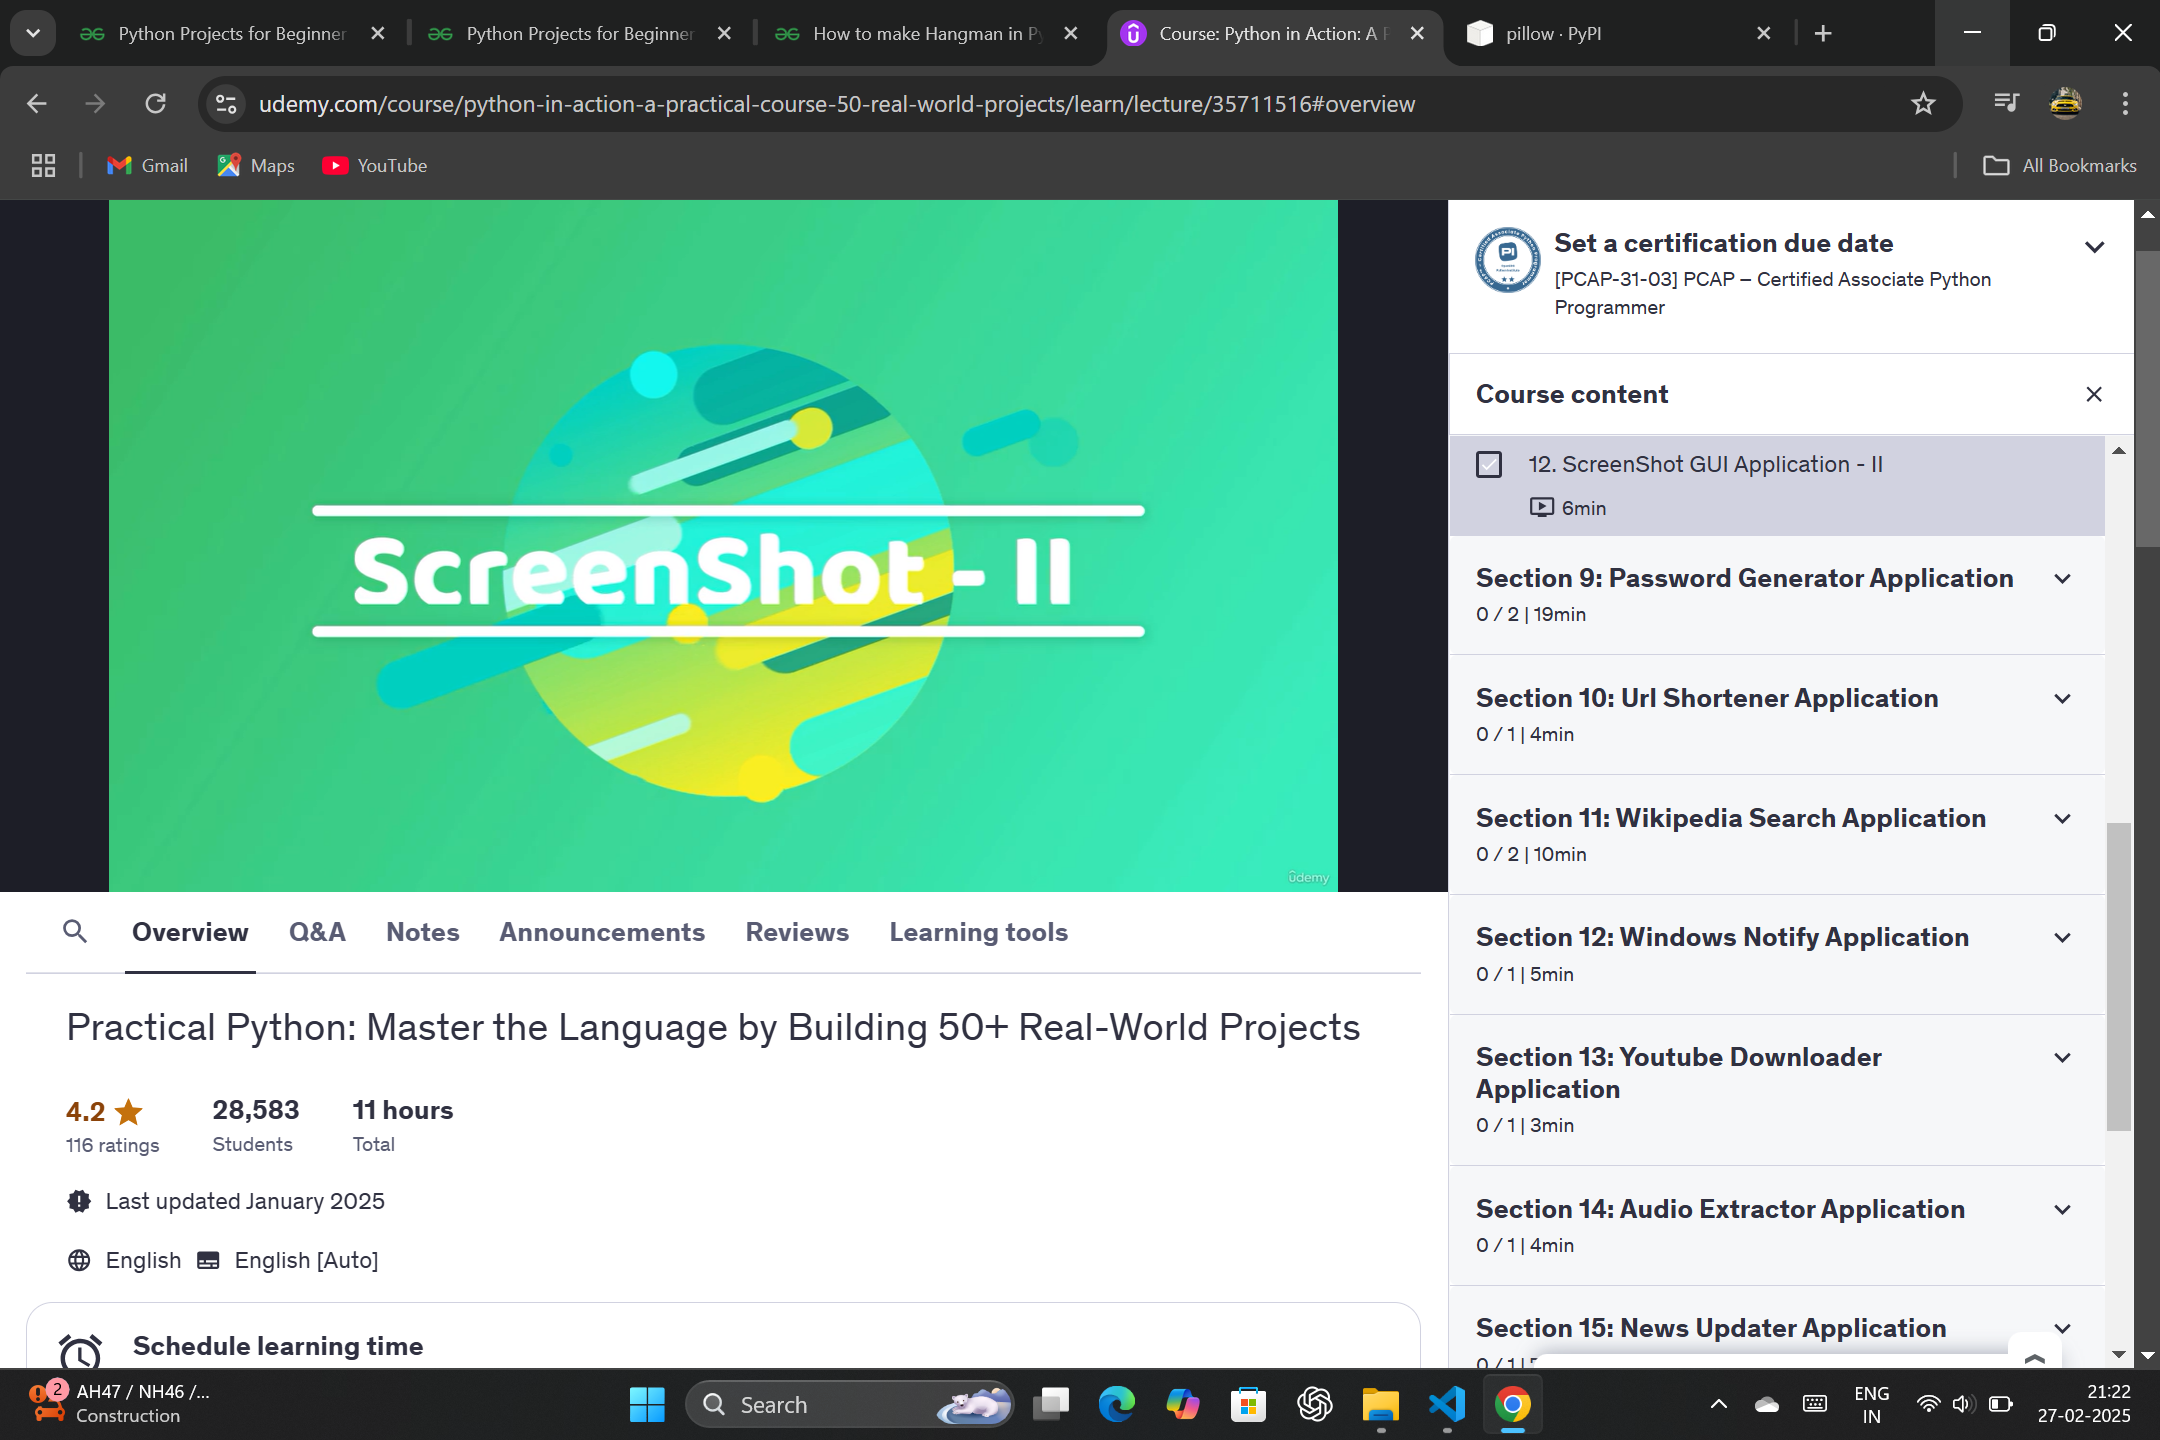 Python Projects for Beginner
Python Projects for Beginner
How to make Hangman in Py
Course: Python in Action: A P
pillow · PyPI
udemy.com/course/python-in-action-a-practical-course-50-real-world-projects/learn/lecture/35711516#overview
Gmail
Maps
YouTube
All Bookmarks
ScreenShot - II
ûdemy
Set a certification due date
[PCAP-31-03] PCAP – Certified Associate Python
Programmer
Course content
12. ScreenShot GUI Application - II
6min
Section 9: Password Generator Application
0 / 2 | 19min
Section 10: Url Shortener Application
0 / 1 | 4min
Section 11: Wikipedia Search Application
0 / 2 | 10min
Section 12: Windows Notify Application
0 / 1 | 5min
Section 13: Youtube Downloader
Application
0 / 1 | 3min
Section 14: Audio Extractor Application
0 / 1 | 4min
Section 15: News Updater Application
Overview
Q&A
Notes
Announcements
Reviews
Learning tools
Practical Python: Master the Language by Building 50+ Real-World Projects
4.2
28,583
11 hours
116 ratings
Students
Total
Last updated January 2025
English
English [Auto]
Schedule learning time
2
AH47 / NH46 /...
Construction
Search
ENG
IN
21:22
27-02-2025